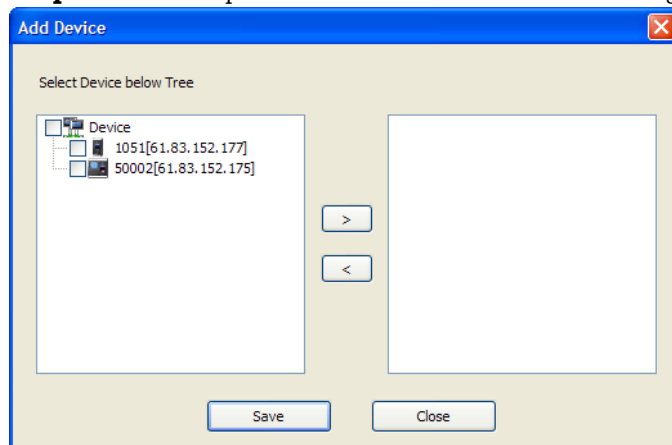 Add Device
Select Device below Tree
Device
1051[61.83.152.177]
50002[61.83.152.175]
>
<
Save
Close